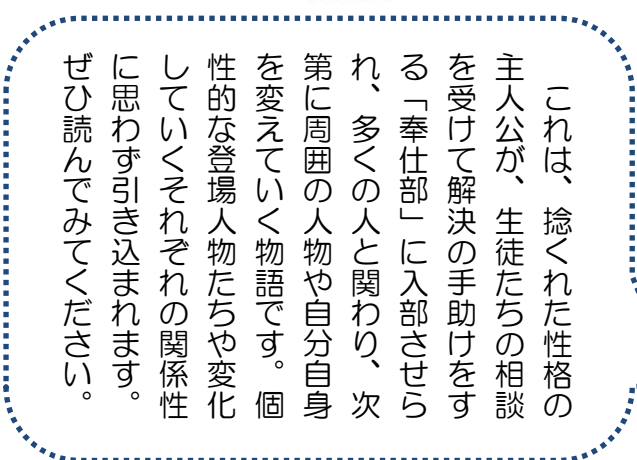 これは、捻くれた性格の
主人公が、生徒たちの相談
を受けて解決の手助けをす
る「奉仕部」に入部させら
れ、多くの人と関わり、次
第に周囲の人物や自分自身
を変えていく物語です。個
性的な登場人物たちや変化
していくそれぞれの関係性
に思わず引き込まれます。
ぜひ読んでみてください。